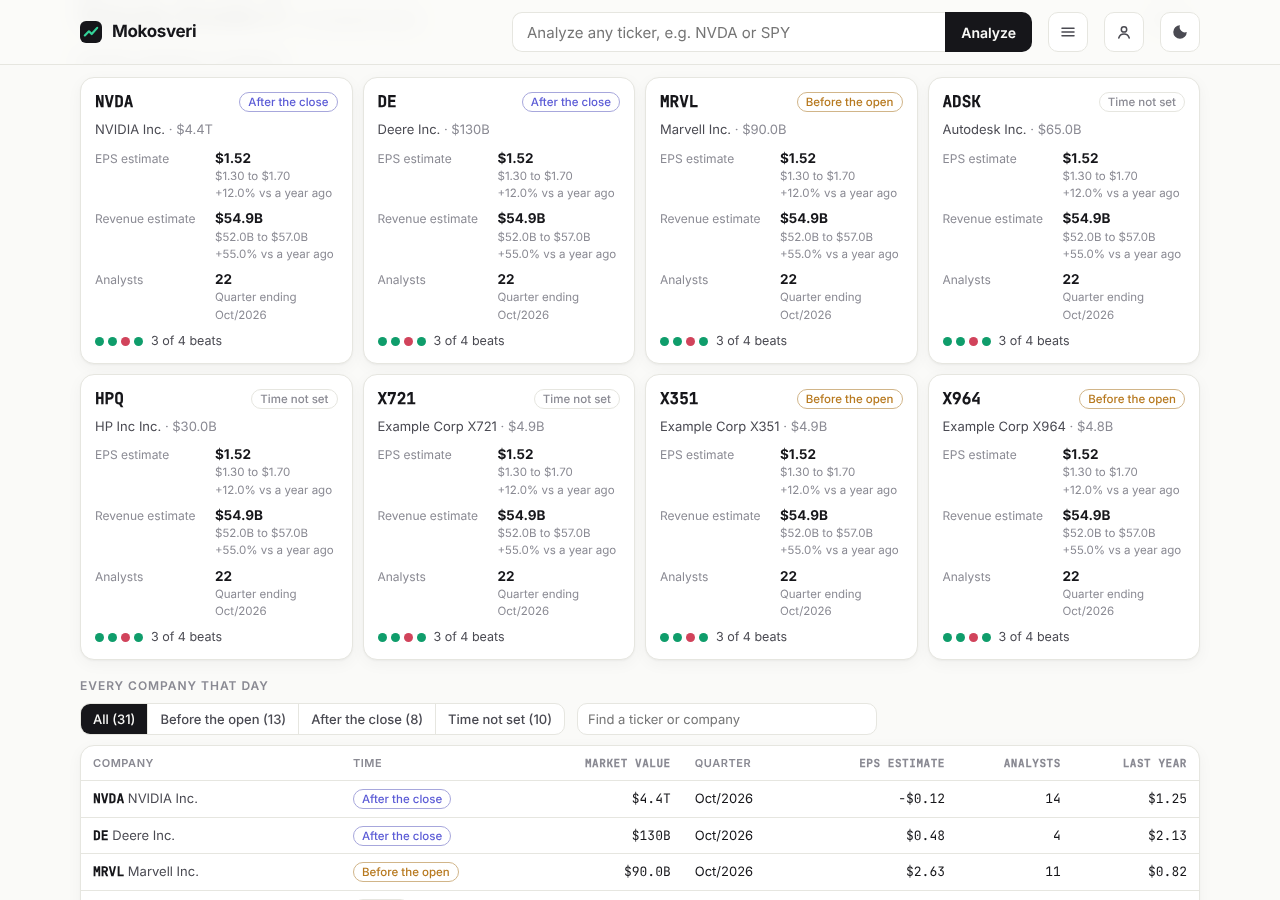 Mokosveri
Analyze any ticker, e.g. NVDA or SPY
Analyze
NVDA After the close
NVIDIA Inc. · $4.4T
EPS estimate $1.52
$1.30 to $1.70
+12.0% vs a year ago
Revenue estimate $54.9B
$52.0B to $57.0B
+55.0% vs a year ago
Analysts 22
Quarter ending
Oct/2026
3 of 4 beats
DE After the close
Deere Inc. · $130B
EPS estimate $1.52
$1.30 to $1.70
+12.0% vs a year ago
Revenue estimate $54.9B
$52.0B to $57.0B
+55.0% vs a year ago
Analysts 22
Quarter ending
Oct/2026
3 of 4 beats
MRVL Before the open
Marvell Inc. · $90.0B
EPS estimate $1.52
$1.30 to $1.70
+12.0% vs a year ago
Revenue estimate $54.9B
$52.0B to $57.0B
+55.0% vs a year ago
Analysts 22
Quarter ending
Oct/2026
3 of 4 beats
ADSK Time not set
Autodesk Inc. · $65.0B
EPS estimate $1.52
$1.30 to $1.70
+12.0% vs a year ago
Revenue estimate $54.9B
$52.0B to $57.0B
+55.0% vs a year ago
Analysts 22
Quarter ending
Oct/2026
3 of 4 beats
HPQ Time not set
HP Inc Inc. · $30.0B
EPS estimate $1.52
$1.30 to $1.70
+12.0% vs a year ago
Revenue estimate $54.9B
$52.0B to $57.0B
+55.0% vs a year ago
Analysts 22
Quarter ending
Oct/2026
3 of 4 beats
X721 Time not set
Example Corp X721 · $4.9B
EPS estimate $1.52
$1.30 to $1.70
+12.0% vs a year ago
Revenue estimate $54.9B
$52.0B to $57.0B
+55.0% vs a year ago
Analysts 22
Quarter ending
Oct/2026
3 of 4 beats
X351 Before the open
Example Corp X351 · $4.9B
EPS estimate $1.52
$1.30 to $1.70
+12.0% vs a year ago
Revenue estimate $54.9B
$52.0B to $57.0B
+55.0% vs a year ago
Analysts 22
Quarter ending
Oct/2026
3 of 4 beats
X964 Before the open
Example Corp X964 · $4.8B
EPS estimate $1.52
$1.30 to $1.70
+12.0% vs a year ago
Revenue estimate $54.9B
$52.0B to $57.0B
+55.0% vs a year ago
Analysts 22
Quarter ending
Oct/2026
3 of 4 beats
EVERY COMPANY THAT DAY
All (31) Before the open (13) After the close (8) Time not set (10) Find a ticker or company
COMPANY TIME MARKET VALUE QUARTER EPS ESTIMATE ANALYSTS LAST YEAR
NVDA NVIDIA Inc. After the close $4.4T Oct/2026 -$0.12 14 $1.25
DE Deere Inc. After the close $130B Oct/2026 $0.48 4 $2.13
MRVL Marvell Inc. Before the open $90.0B Oct/2026 $2.63 11 $0.82